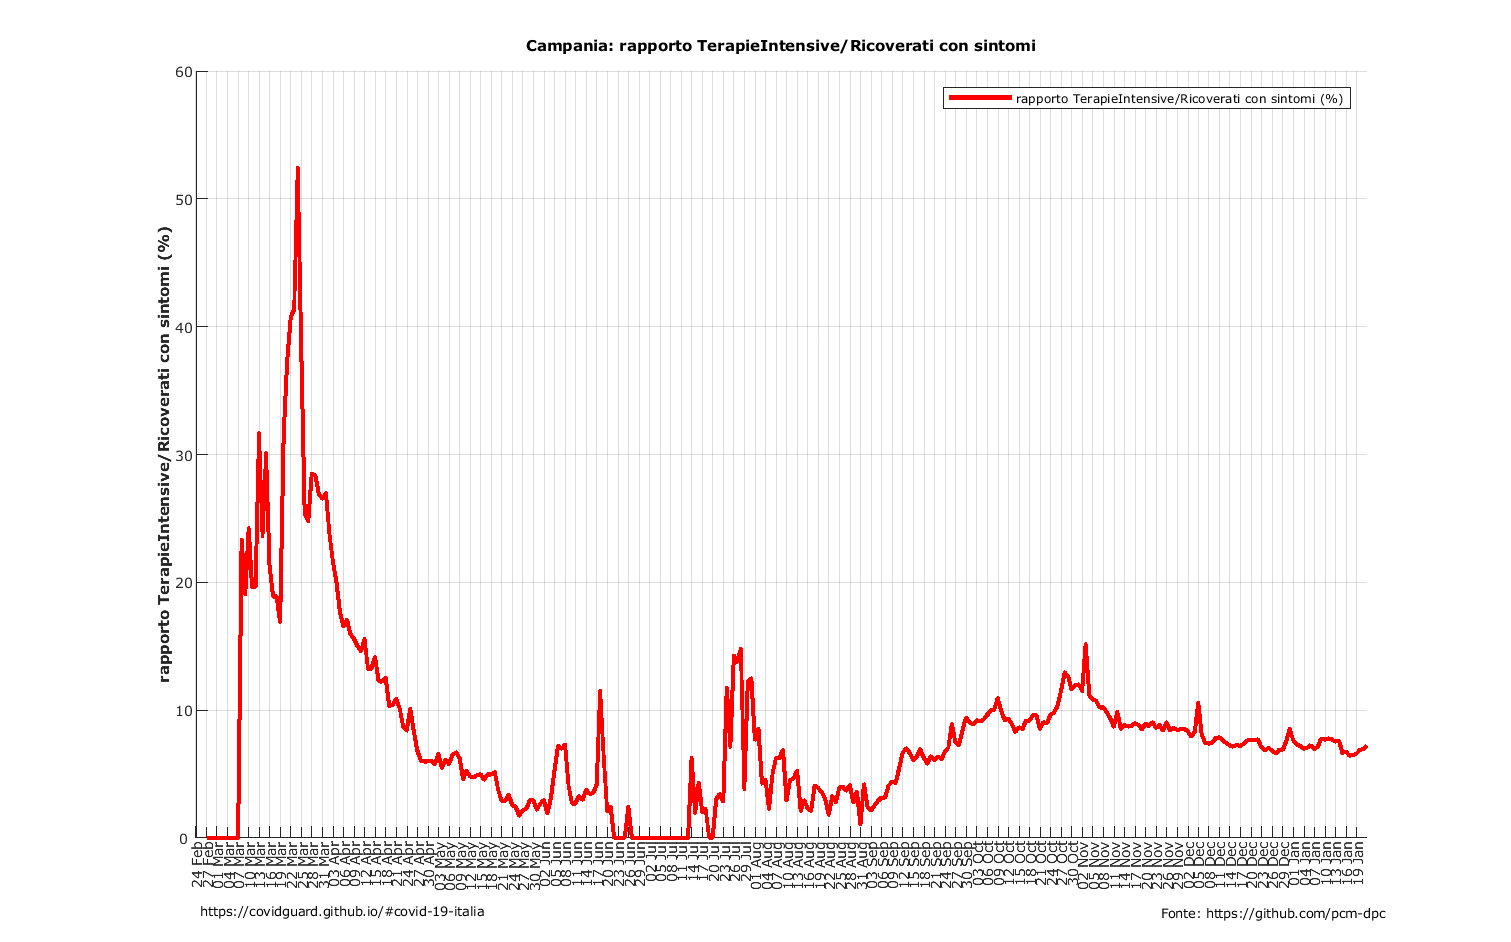 Campania: rapporto TerapieIntensive/Ricoverati con sintomi
rapporto TerapieIntensive/Ricoverati con sintomi (%)
rapporto TerapieIntensive/Ricoverati con sintomi (%)
60
50
40
30
20
10
0
24 Feb
27 Feb
01 Mar
04 Mar
07 Mar
10 Mar
13 Mar
16 Mar
19 Mar
22 Mar
25 Mar
28 Mar
31 Mar
03 Apr
06 Apr
09 Apr
12 Apr
15 Apr
18 Apr
21 Apr
24 Apr
27 Apr
30 Apr
03 May
06 May
09 May
12 May
15 May
18 May
21 May
24 May
27 May
30 May
02 Jun
05 Jun
08 Jun
11 Jun
14 Jun
17 Jun
20 Jun
23 Jun
26 Jun
29 Jun
02 Jul
05 Jul
08 Jul
11 Jul
14 Jul
17 Jul
20 Jul
23 Jul
26 Jul
29 Jul
01 Aug
04 Aug
07 Aug
10 Aug
13 Aug
16 Aug
19 Aug
22 Aug
25 Aug
28 Aug
31 Aug
03 Sep
06 Sep
09 Sep
12 Sep
15 Sep
18 Sep
21 Sep
24 Sep
27 Sep
30 Sep
03 Oct
06 Oct
09 Oct
12 Oct
15 Oct
18 Oct
21 Oct
24 Oct
27 Oct
30 Oct
02 Nov
05 Nov
08 Nov
11 Nov
14 Nov
17 Nov
20 Nov
23 Nov
26 Nov
29 Nov
02 Dec
05 Dec
08 Dec
11 Dec
14 Dec
17 Dec
20 Dec
23 Dec
26 Dec
29 Dec
01 Jan
04 Jan
07 Jan
10 Jan
13 Jan
16 Jan
19 Jan
https://covidguard.github.io/#covid-19-italia
Fonte: https://github.com/pcm-dpc